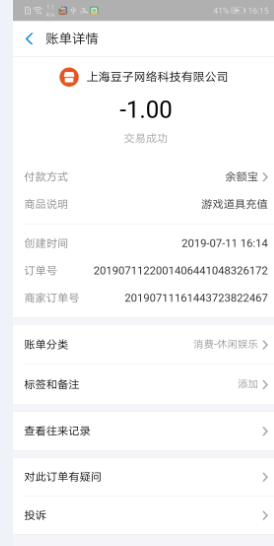 41% 16:15
账单详情
上海豆子网络科技有限公司
-1.00
交易成功
付款方式 余额宝
商品说明 游戏道具充值
创建时间 2019-07-11 16:14
订单号 2019071122001406441048326172
商家订单号 20190711161443723822467
账单分类 消费-休闲娱乐
标签和备注 添加
查看往来记录
对此订单有疑问
投诉